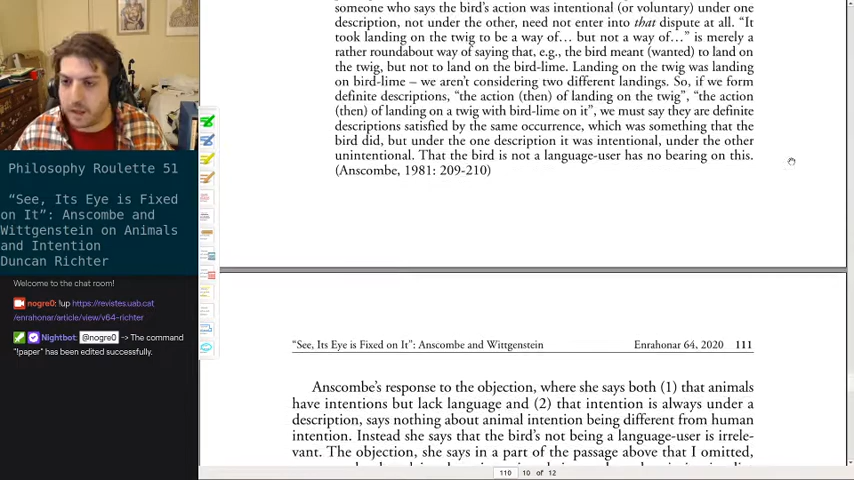 someone who says the bird's action was intentional (or voluntary) under one
description, not under the other, need not enter into that dispute at all. “It
took landing on the twig to be a way of… but not a way of…” is merely a
rather roundabout way of saying that, e.g., the bird meant (wanted) to land on
the twig, but not to land on the bird-lime. Landing on the twig was landing
on bird-lime – we aren't considering two different landings. So, if we form
definite descriptions, “the action (then) of landing on the twig”, “the action
(then) of landing on a twig with bird-lime on it”, we must say they are definite
descriptions satisfied by the same occurrence, which was something that the
bird did, but under the one description it was intentional, under the other
unintentional. That the bird is not a language-user has no bearing on this.
(Anscombe, 1981: 209-210)
Philosophy Roulette 51
“See, Its Eye is Fixed
on It”: Anscombe and
Wittgenstein on Animals
and Intention
Duncan Richter
Welcome to the chat room!
nogre0: !up https://revistes.uab.cat
/enrahonar/article/view/v64-richter
Nightbot: @nogre0 -> The command
"!paper" has been edited successfully.
“See, Its Eye is Fixed on It”: Anscombe and Wittgenstein Enrahonar 64, 2020 111
Anscombe's response to the objection, where she says both (1) that animals
have intentions but lack language and (2) that intention is always under a
description, says nothing about animal intention being different from human
intention. Instead she says that the bird's not being a language-user is irrele-
vant. The objection, she says in a part of the passage above that I omitted,
110 10 of 12